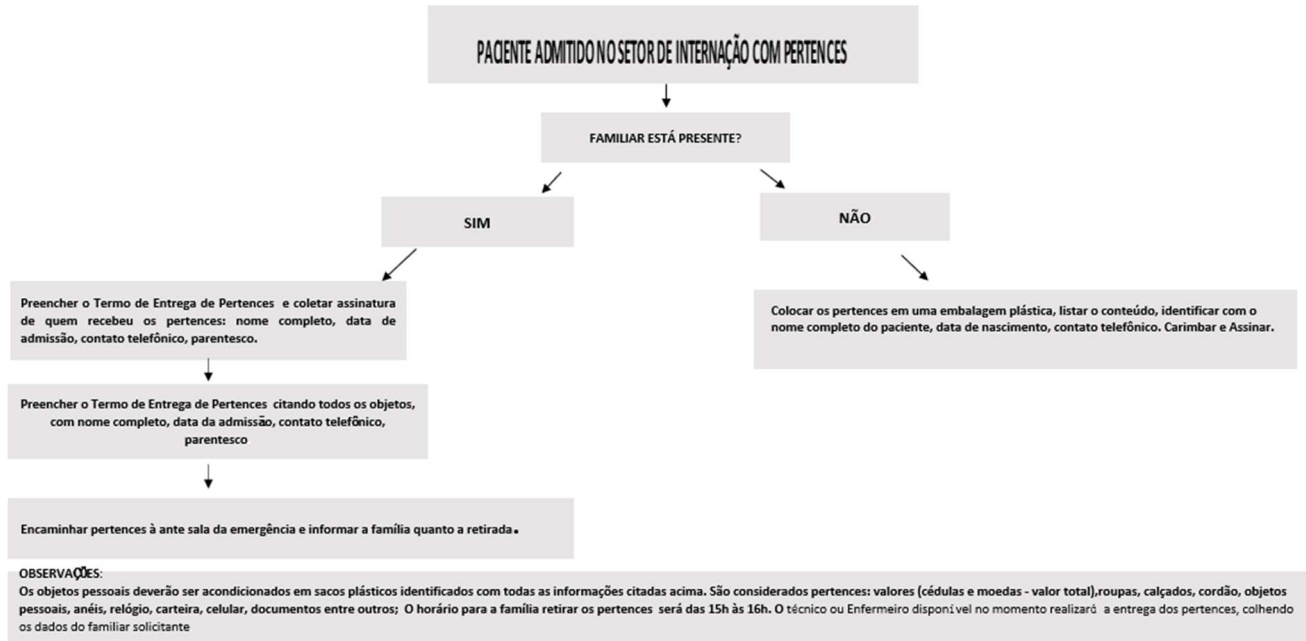 PACIENTE ADMITIDO NO SETOR DE INTERNAÇÃO COM PERTENCES
FAMILIAR ESTÁ PRESENTE?
SIM
NÃO
Preencher o Termo de Entrega de Pertences e coletar assinatura
de quem recebeu os pertences: nome completo, data de
admissão, contato telefônico, parentesco.
Colocar os pertences em uma embalagem plástica, listar o conteúdo, identificar com o
nome completo do paciente, data de nascimento, contato telefônico. Carimbar e Assinar.
Preencher o Termo de Entrega de Pertences citando todos os objetos,
com nome completo, data da admissão, contato telefônico,
parentesco
Encaminhar pertences à ante sala da emergência e informar a família quanto a retirada.
OBSERVAÇÕES:
Os objetos pessoais deverão ser acondicionados em sacos plásticos identificados com todas as informações citadas acima. São considerados pertences: valores (cédulas e moedas - valor total),roupas, calçados, cordão, objetos
pessoais, anéis, relógio, carteira, celular, documentos entre outros; O horário para a família retirar os pertences será das 15h às 16h. O técnico ou Enfermeiro disponível no momento realizará a entrega dos pertences, colhendo
os dados do familiar solicitante